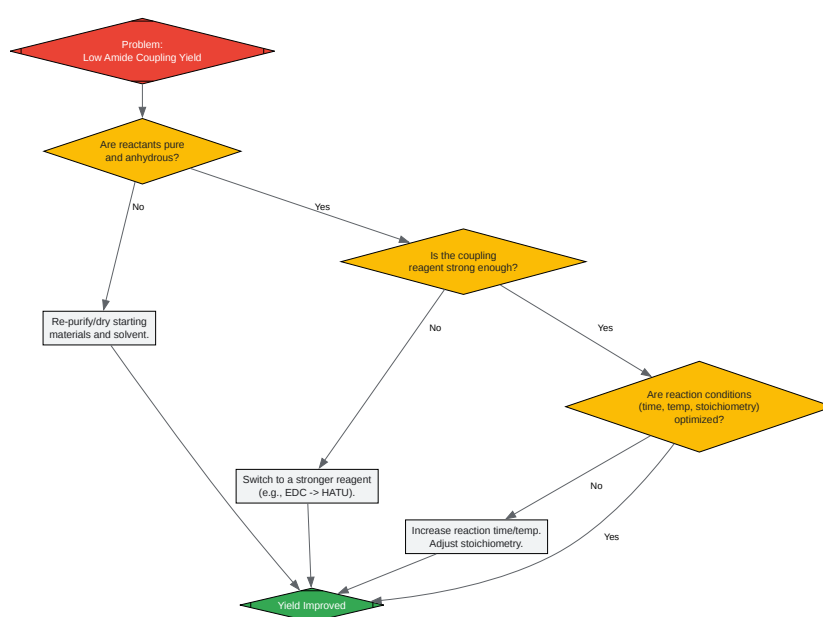 Problem:
Low Amide Coupling Yield
Are reactants pure
and anhydrous?
No
Yes
Is the coupling
reagent strong enough?
Re-purify/dry starting
materials and solvent.
No
Yes
Are reaction conditions
(time, temp, stoichiometry)
optimized?
Switch to a stronger reagent
(e.g., EDC -> HATU).
No
Increase reaction time/temp.
Adjust stoichiometry.
Yes
Yield Improved